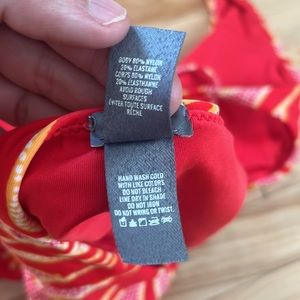 BODY 80% NYLON
20% ELASTANE
CORPS 80% NYLON
20% ELASTHANNE
AVOID ROUGH
SURFACES
EVITER TOUTE SURFACE
RÊCHE
HAND WASH COLD
WITH LIKE COLORS
DO NOT BLEACH
LINE DRY IN SHADE
DO NOT IRON
DO NOT WRING OR TWIST.